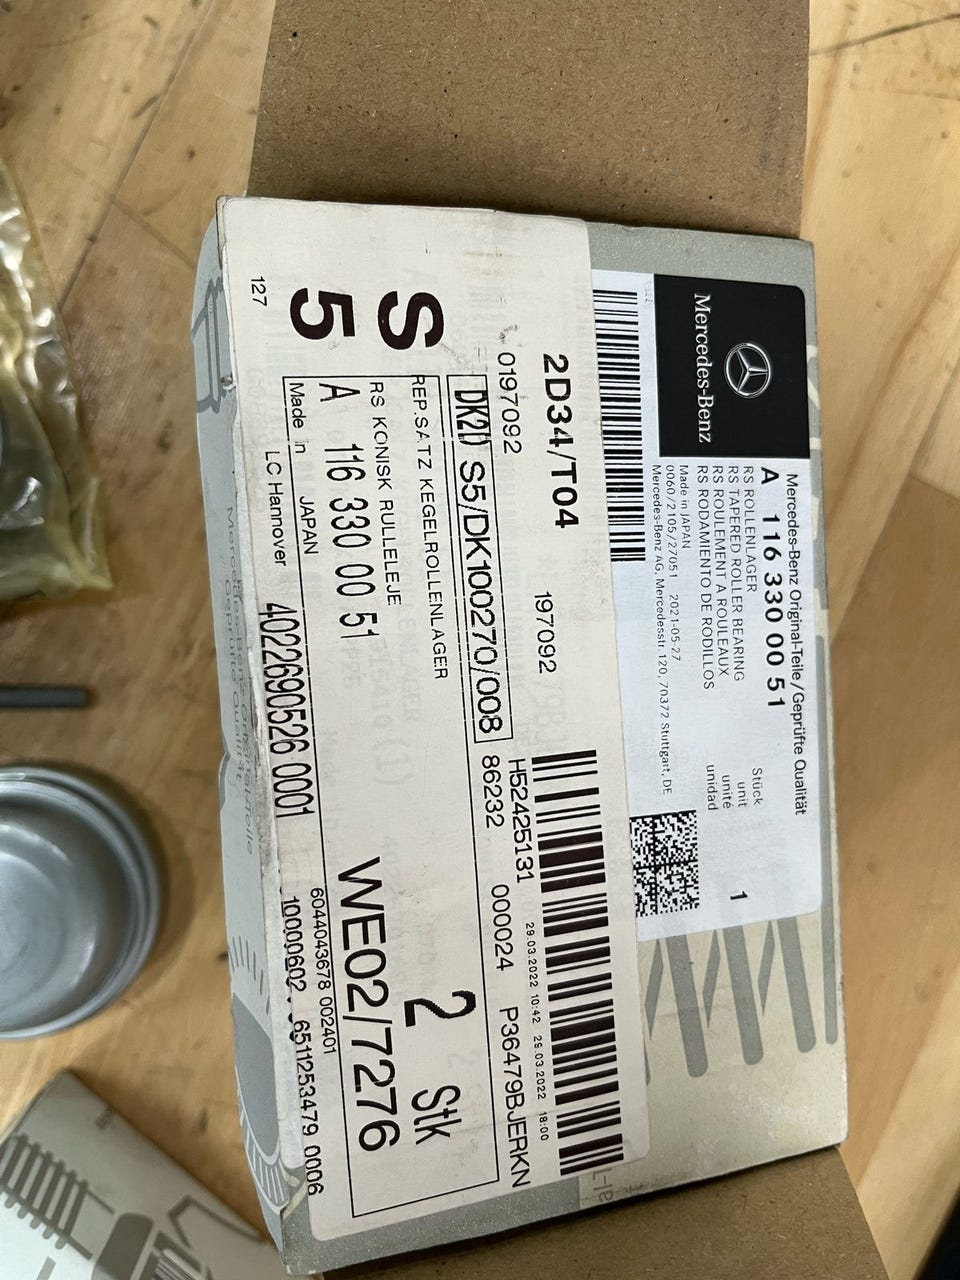 Mercedes-Benz
Mercedes-Benz Original-Teile/Geprüfte Qualität
A 116 330 00 51
RS ROLLENLAGER
RS TAPERED ROLLER BEARING
RS ROULEMENT A ROULEAUX
RS RODAMIENTO DE RODILLOS
Stück
unit
unité
unidad
1
Made in JAPAN
0060/2105/27051 2021-05-27
Mercedes-Benz AG, Mercedesstr.120, 70372 Stuttgart, DE
2D34/T04 197092
0197092 H52425131 29.03.2022 10:42 29.03.2022 18:00
DK2D S5/DK100270/008 86232 000024 P36479BJERKN
S
5
127
REP.SATZ KEGELROLLENLAGER
RS KONISK RULLELEJE
2 Stk
A 116 330 00 51
WE02/7276
Made in JAPAN
6044043678 002401
LC Hannover 4022690526 0001 10000602 6511253479 0006